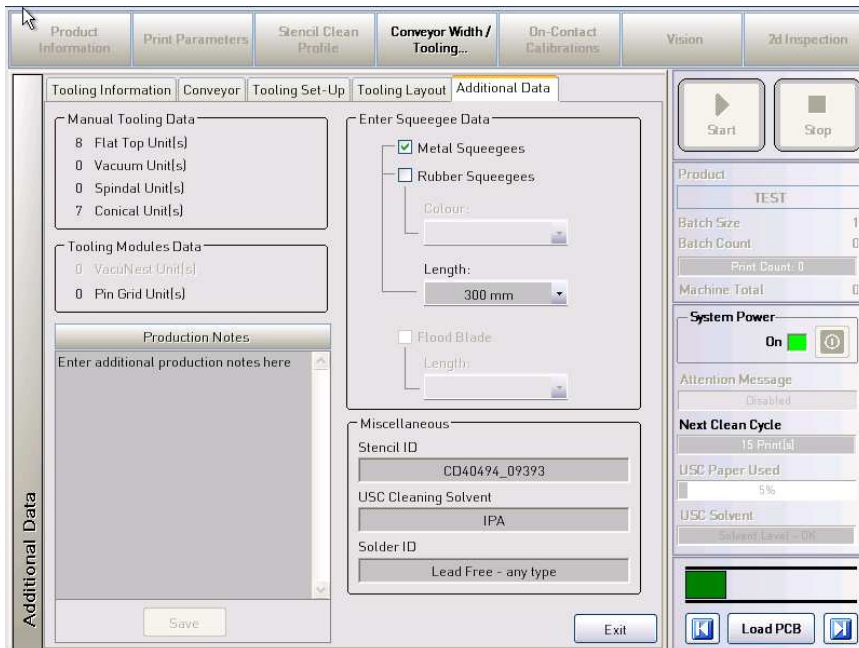 Product
Information
Print Parameters
Stencil Clean
Profile
Conveyor Width /
Tooling...
On-Contact
Calibrations
Vision
2d Inspection
Tooling Information
Conveyor
Tooling Set-Up
Tooling Layout
Additional Data
Additional Data
Manual Tooling Data
8 Flat Top Unit(s)
0 Vacuum Unit(s)
0 Spindal Unit(s)
7 Conical Unit(s)
Tooling Modules Data
0 VacuNest Unit(s)
0 Pin Grid Unit(s)
Production Notes
Enter additional production notes here
Save
Enter Squeegee Data
Metal Squeegees
Rubber Squeegees
Colour:
Length:
300 mm
Flood Blade
Length:
Miscellaneous
Stencil ID
CD40494_09393
USC Cleaning Solvent
IPA
Solder ID
Lead Free - any type
Exit
Start
Stop
Product
TEST
Batch Size 1
Batch Count 0
Print Count: 0
Machine Total 0
System Power
On
Attention Message
Disabled
Next Clean Cycle
15 Print(s)
USC Paper Used
5%
USC Solvent
Solvent Level - OK
Load PCB